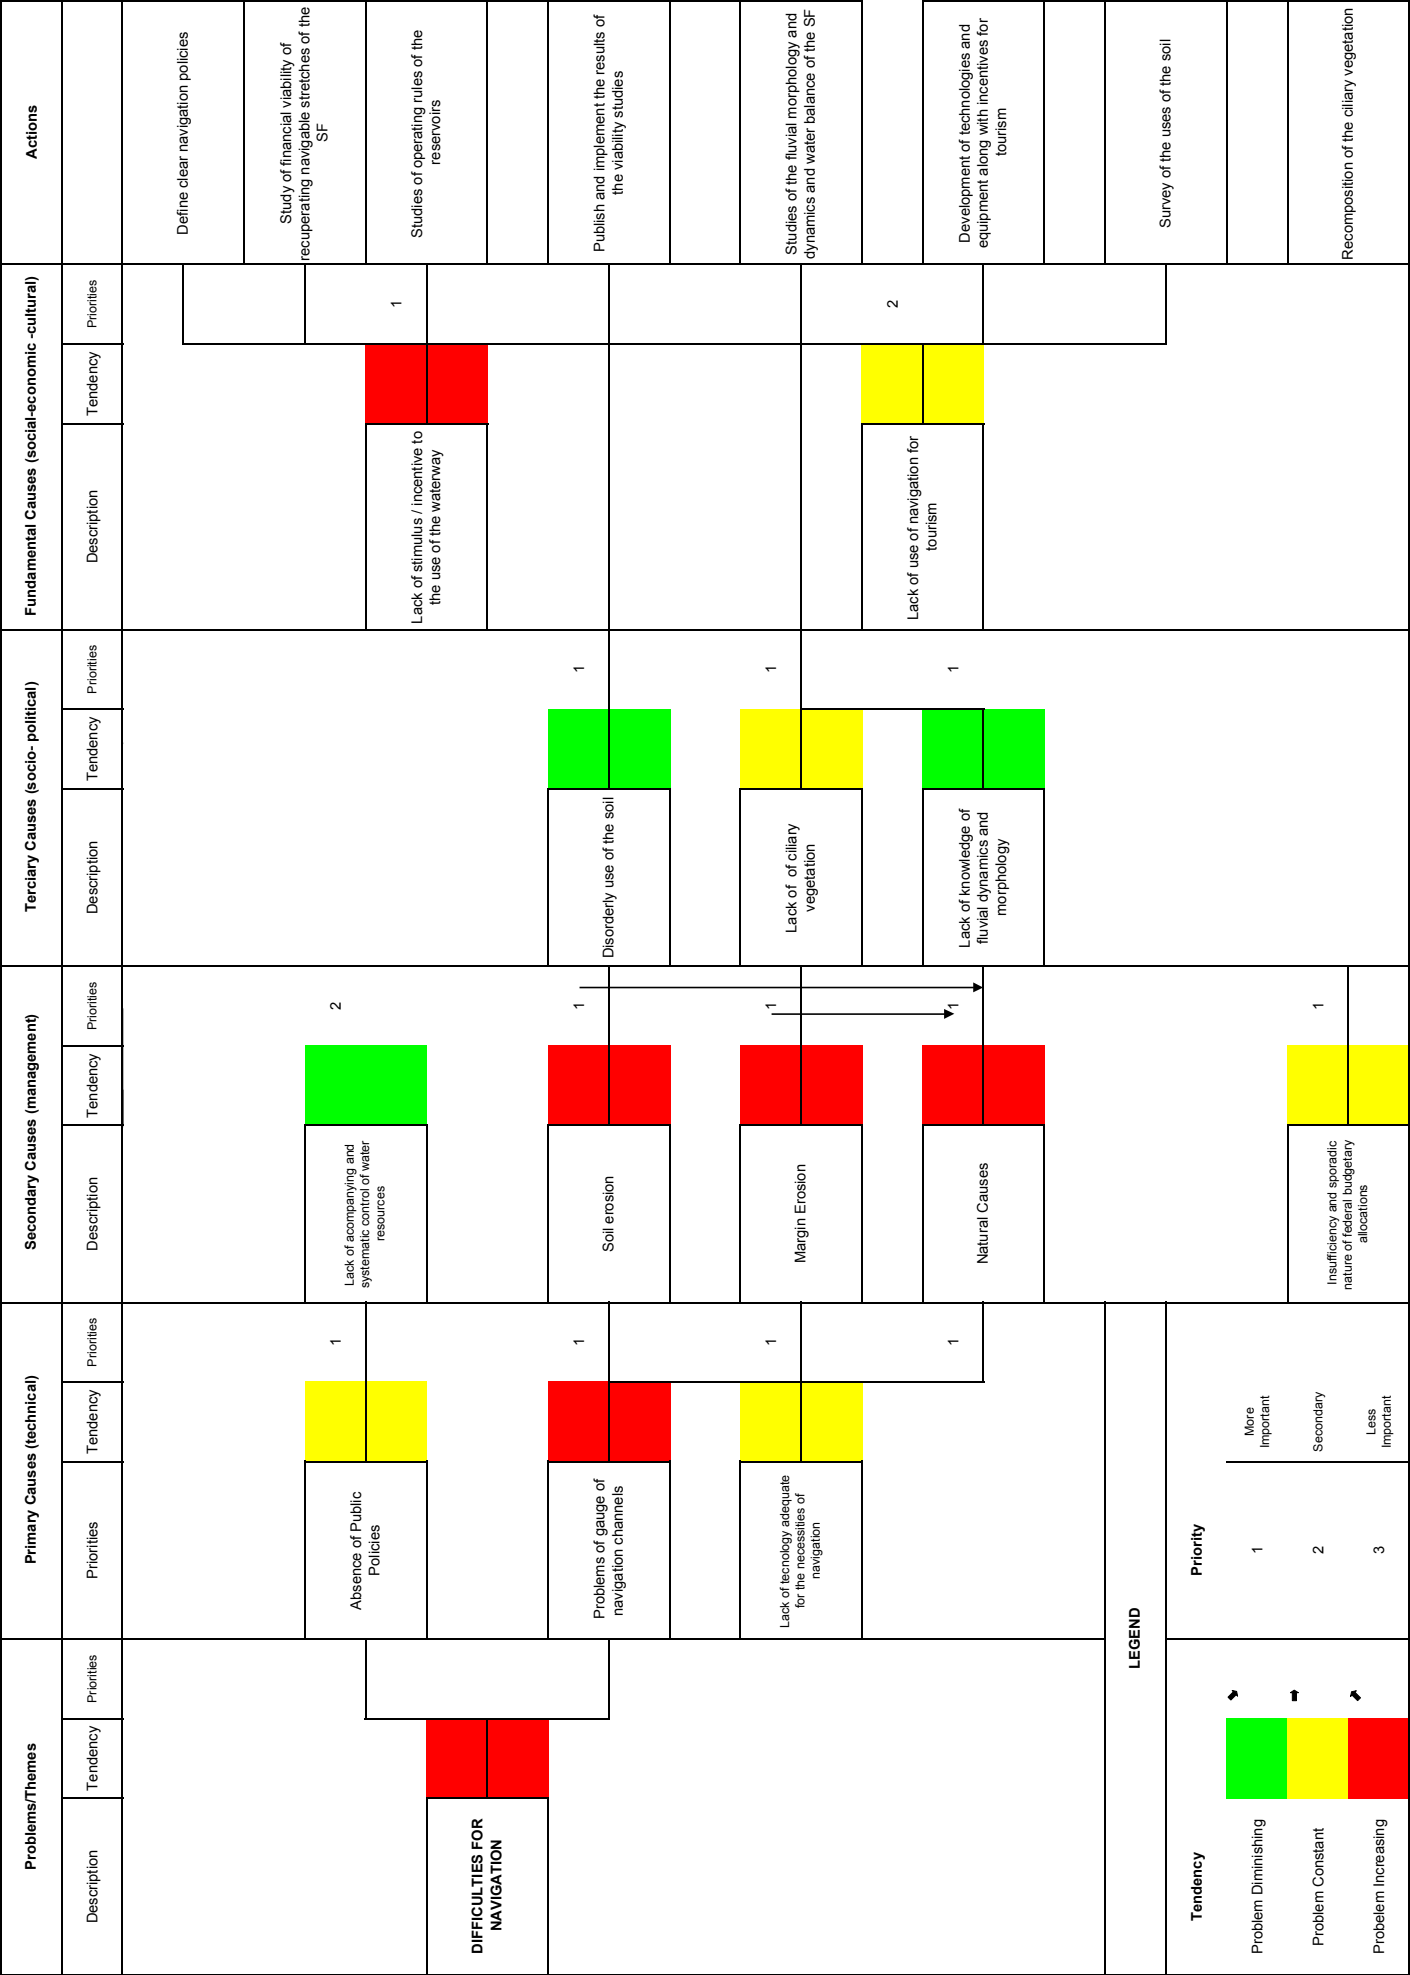 Problems/Themes
Primary Causes (technical)
Secondary Causes (management)
Terciary Causes (socio- political)
Fundamental Causes (social-economic -cultural)
Actions
Description
Tendency
Priorities
Priorities
Tendency
Priorities
Description
Tendency
Priorities
Description
Tendency
Priorities
Description
Tendency
Priorities
Define clear navigation policies
Study of financial viability of
recuperating navigable stretches of the
SF
Absence of Public
Policies
1
Lack of acompanying and
systematic control of water
resources
2
Lack of stimulus / incentive to
the use of the waterway
1
Studies of operating rules of the
reservoirs
DIFFICULTIES FOR
NAVIGATION
Problems of gauge of
navigation channels
1
Soil erosion
1
Disorderly use of the soil
1
Publish and implement the results of
the viability studies
Lack of tecnology adequate
for the necessities of
navigation
1
Margin Erosion
1
Lack of  of ciliary
vegetation
1
Studies of the fluvial morphology and
dynamics and water balance of the SF
Lack of use of navigation for
tourism
2
1
Natural Causes
1
Lack of knowledge of
fluvial dynamics and
morphology
1
Development of technologies and
equipment along with incentives for
tourism
Survey of the uses of the soil
LEGEND
Tendency
Priority
Problem Diminishing
1
More
Important
Problem Constant
2
Secondary
Probelem Increasing
3
Less
Important
Insufficiency and sporadic
nature of federal budgetary
allocations
1
Recomposition of the ciliary vegetation